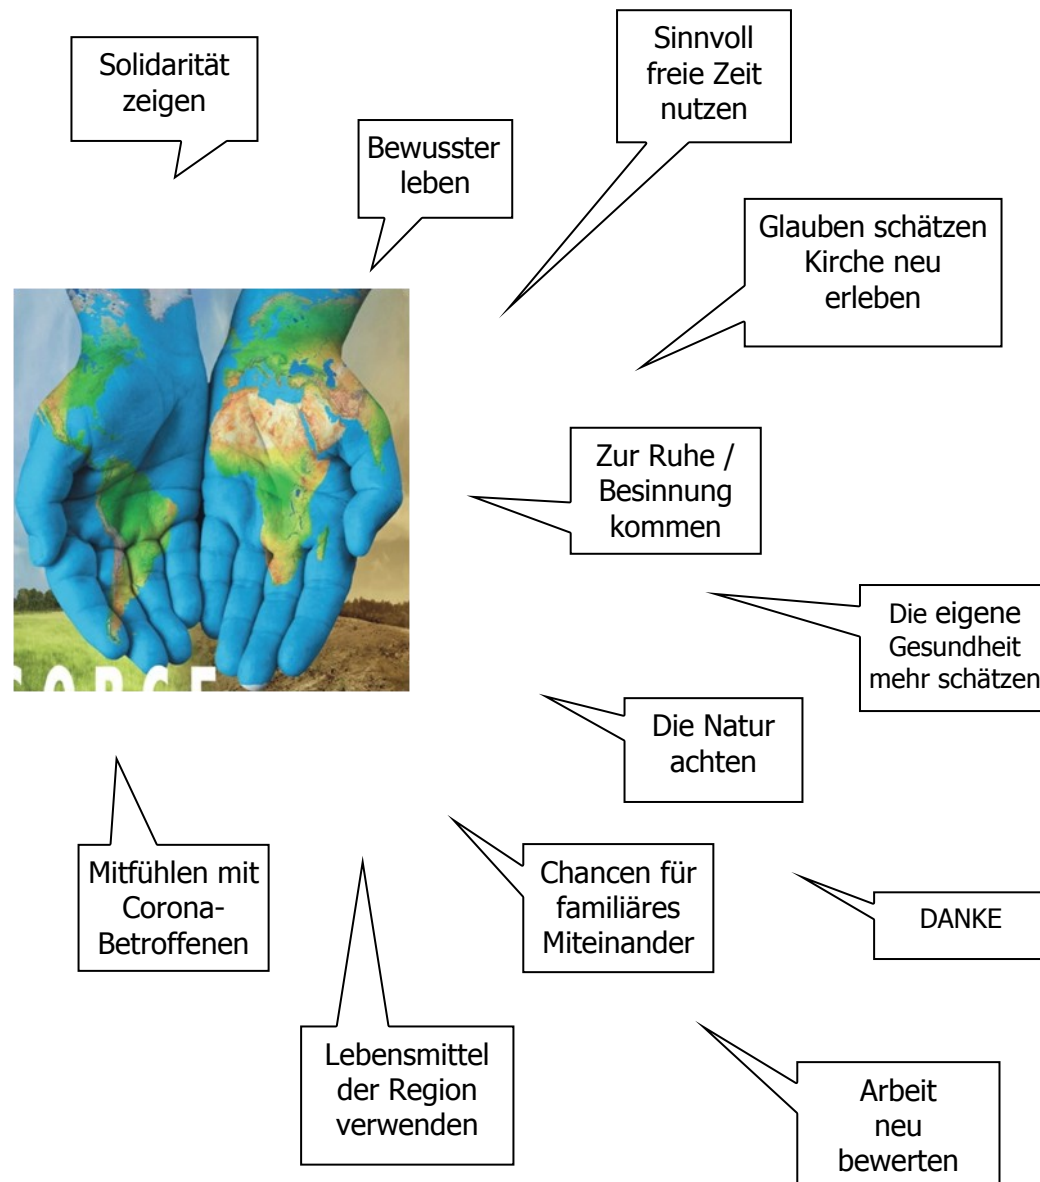 Solidarität
zeigen
Sinnvoll
freie Zeit
nutzen
Bewusster
leben
Glauben schätzen
Kirche neu
erleben
Zur Ruhe /
Besinnung
kommen
Die eigene
Gesundheit
mehr schätzen
Die Natur
achten
Mitfühlen mit
Corona-
Betroffenen
Chancen für
familiäres
Miteinander
DANKE
Lebensmittel
der Region
verwenden
Arbeit
neu
bewerten